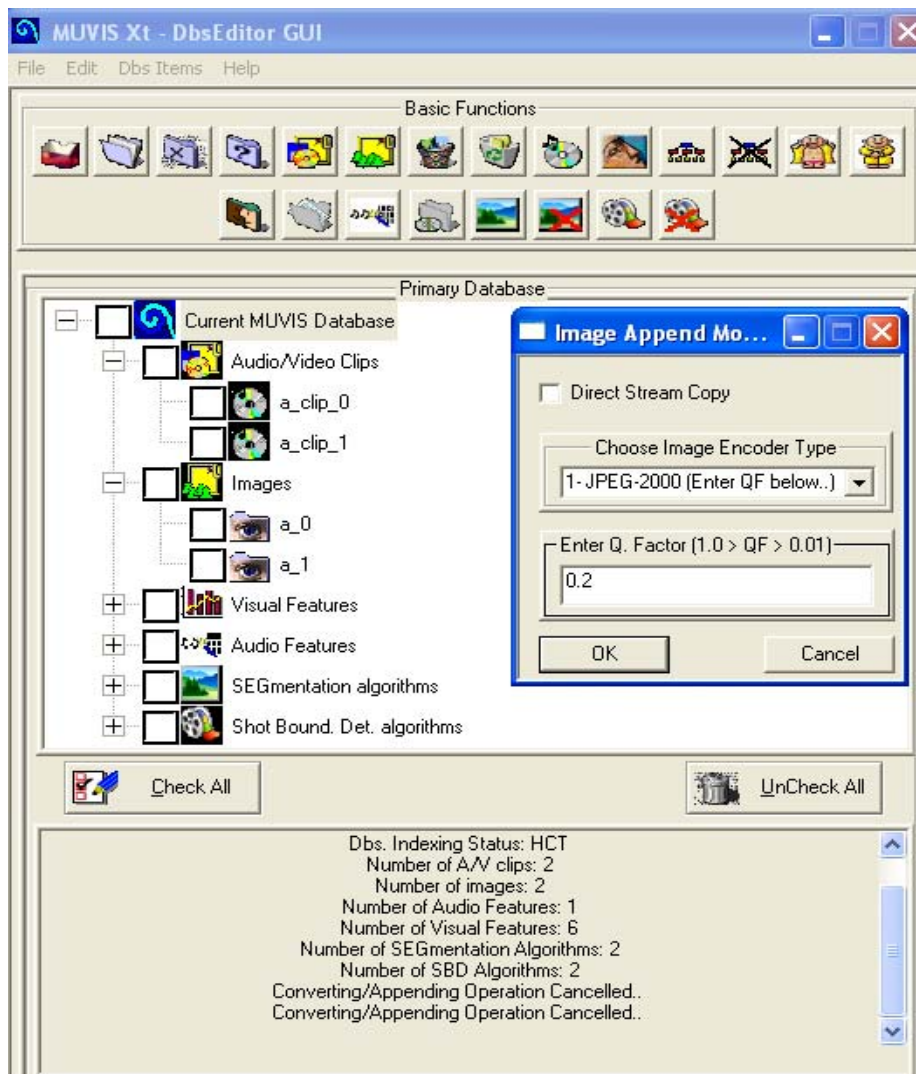 MUVIS Xt - DbsEditor GUI
File Edit Dbs Items Help
Basic Functions
Primary Database
Current MUVIS Database
Audio/Video Clips
a_clip_0
a_clip_1
Images
a_0
a_1
Visual Features
Audio Features
SEGmentation algorithms
Shot Bound. Det. algorithms
Image Append Mo...
Direct Stream Copy
Choose Image Encoder Type
1- JPEG-2000 (Enter QF below..)
Enter Q. Factor (1.0 > QF > 0.01)
0.2
OK Cancel
Check All UnCheck All
Dbs. Indexing Status: HCT
Number of A/V clips: 2
Number of images: 2
Number of Audio Features: 1
Number of Visual Features: 6
Number of SEGmentation Algorithms: 2
Number of SBD Algorithms: 2
Converting/Appending Operation Cancelled..
Converting/Appending Operation Cancelled..